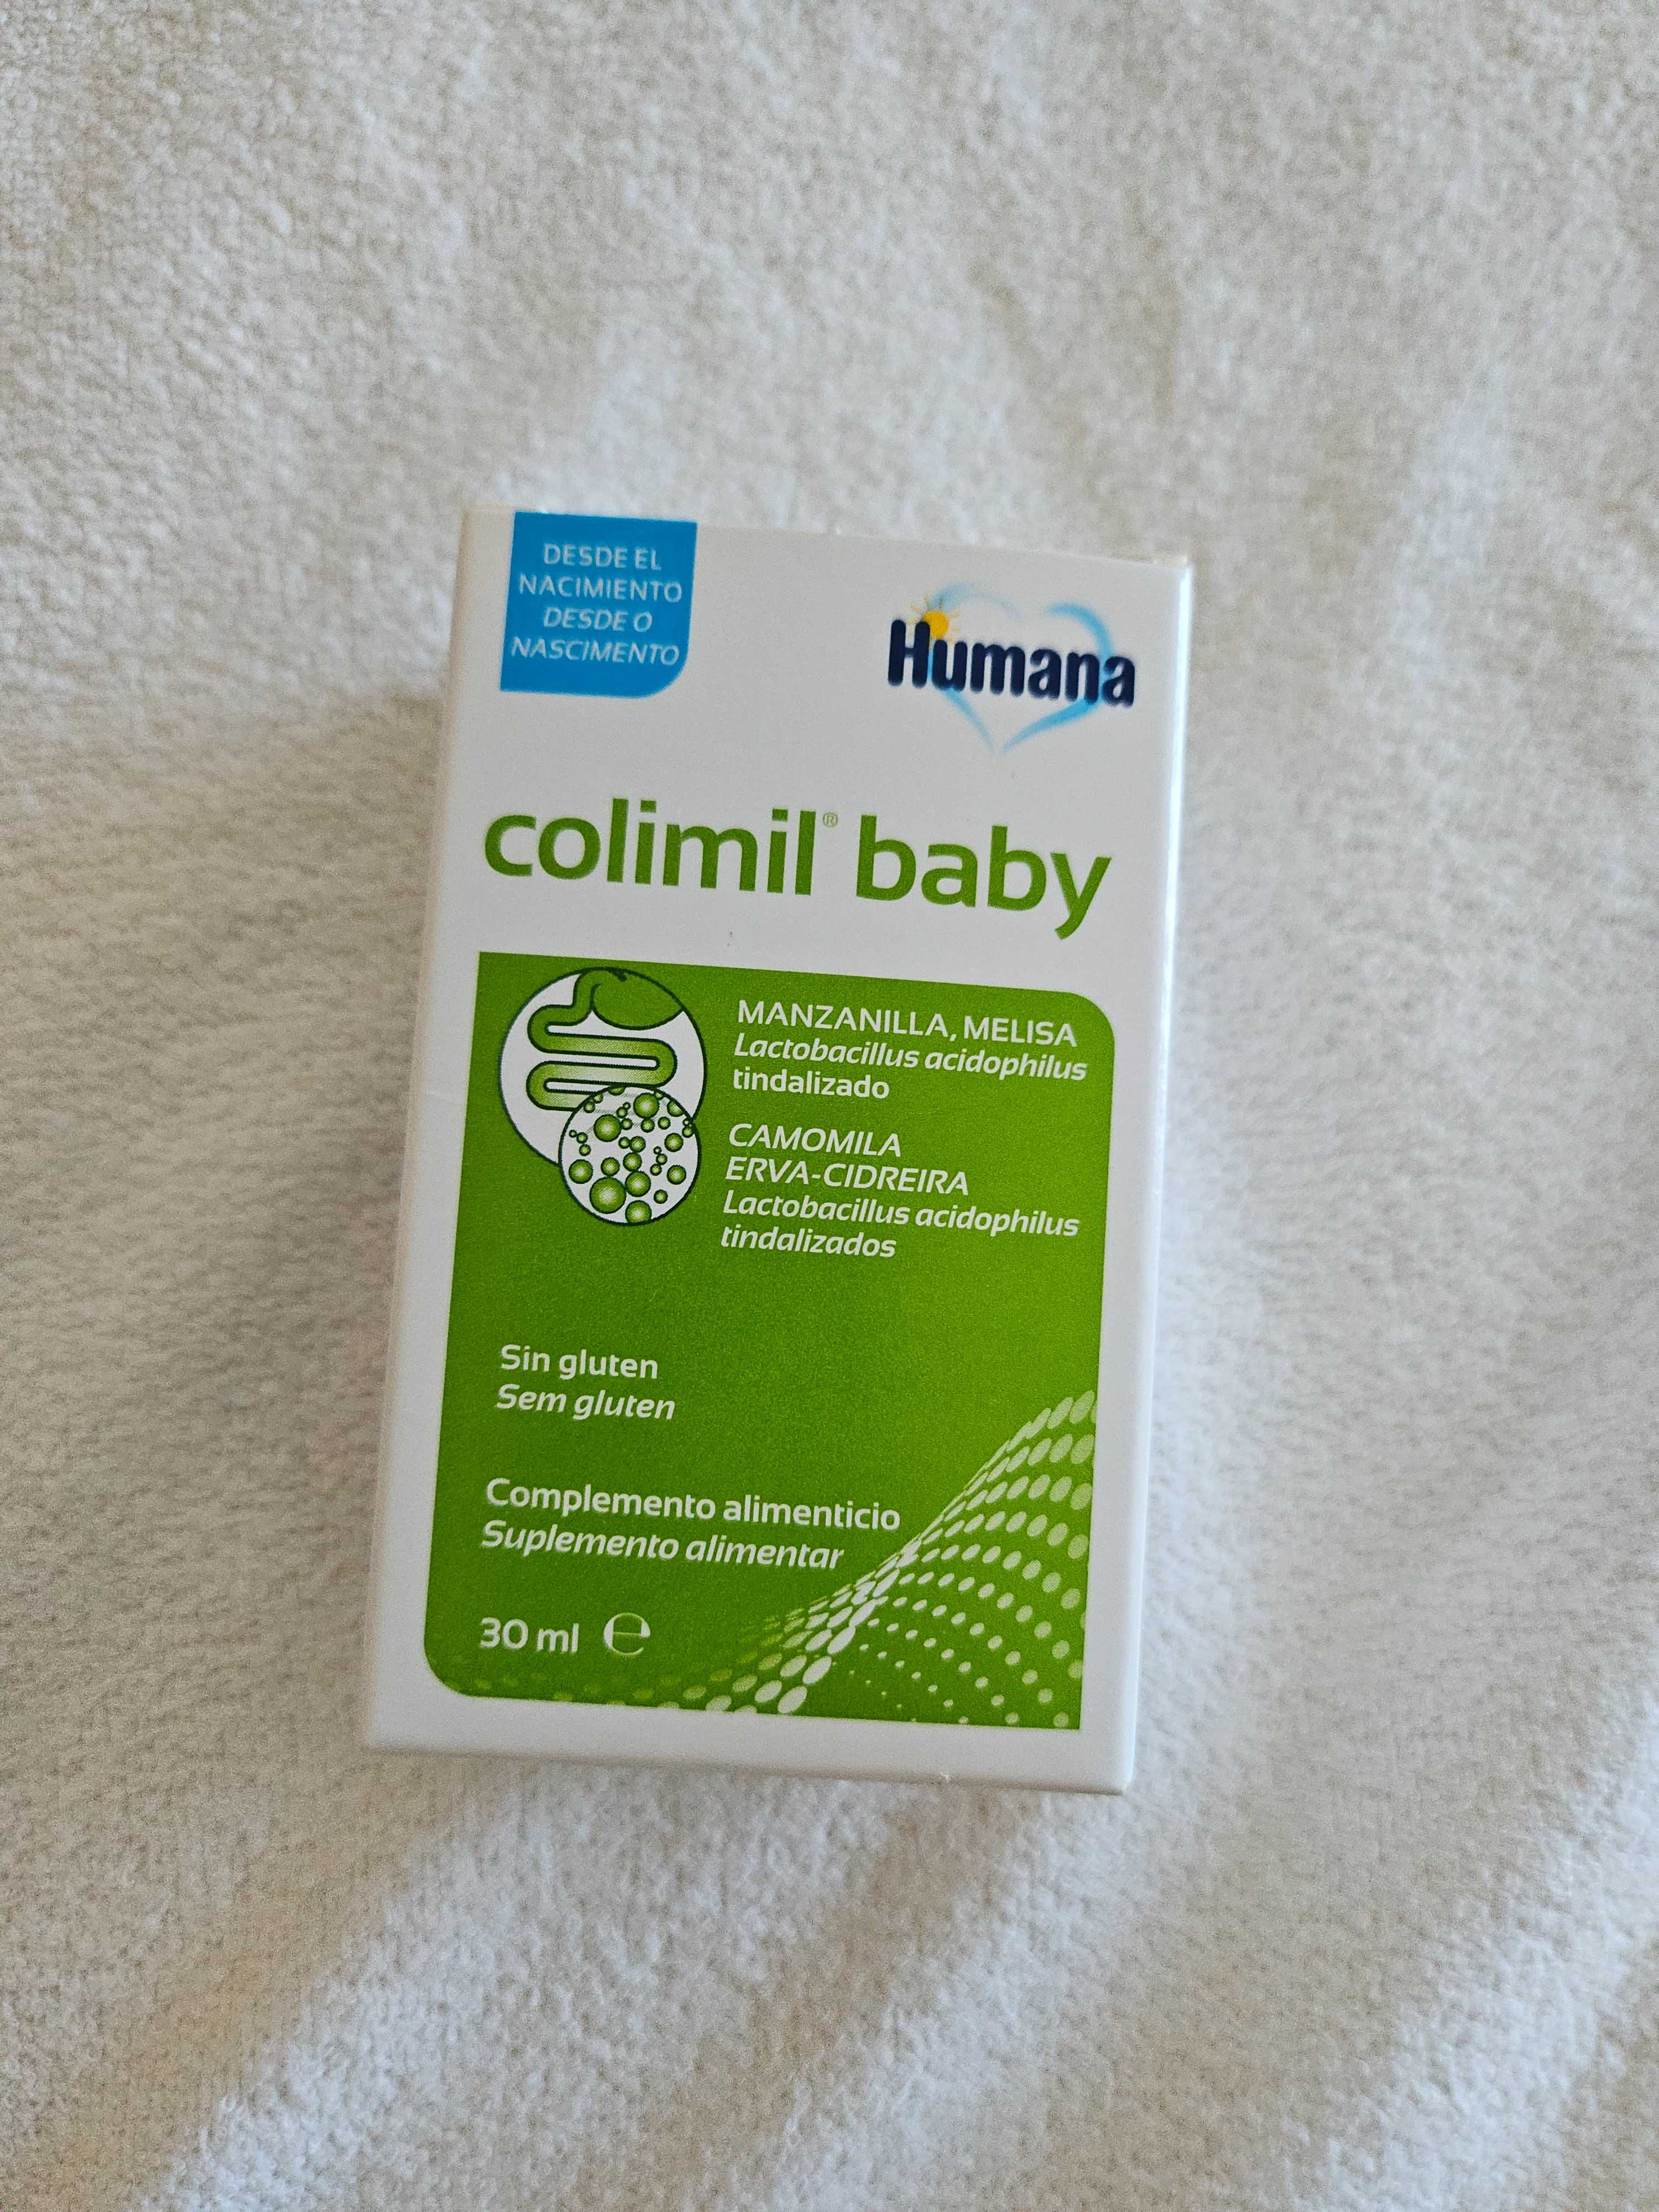 DESDE EL
NACIMIENTO
DESDE O
NASCIMENTO
Humana
colimil® baby
MANZANILLA, MELISA
Lactobacillus acidophilus
tindalizado
CAMOMILA
ERVA-CIDREIRA
Lactobacillus acidophilus
tindalizados
Sin gluten
Sem gluten
Complemento alimenticio
Suplemento alimentar
30 ml ℮